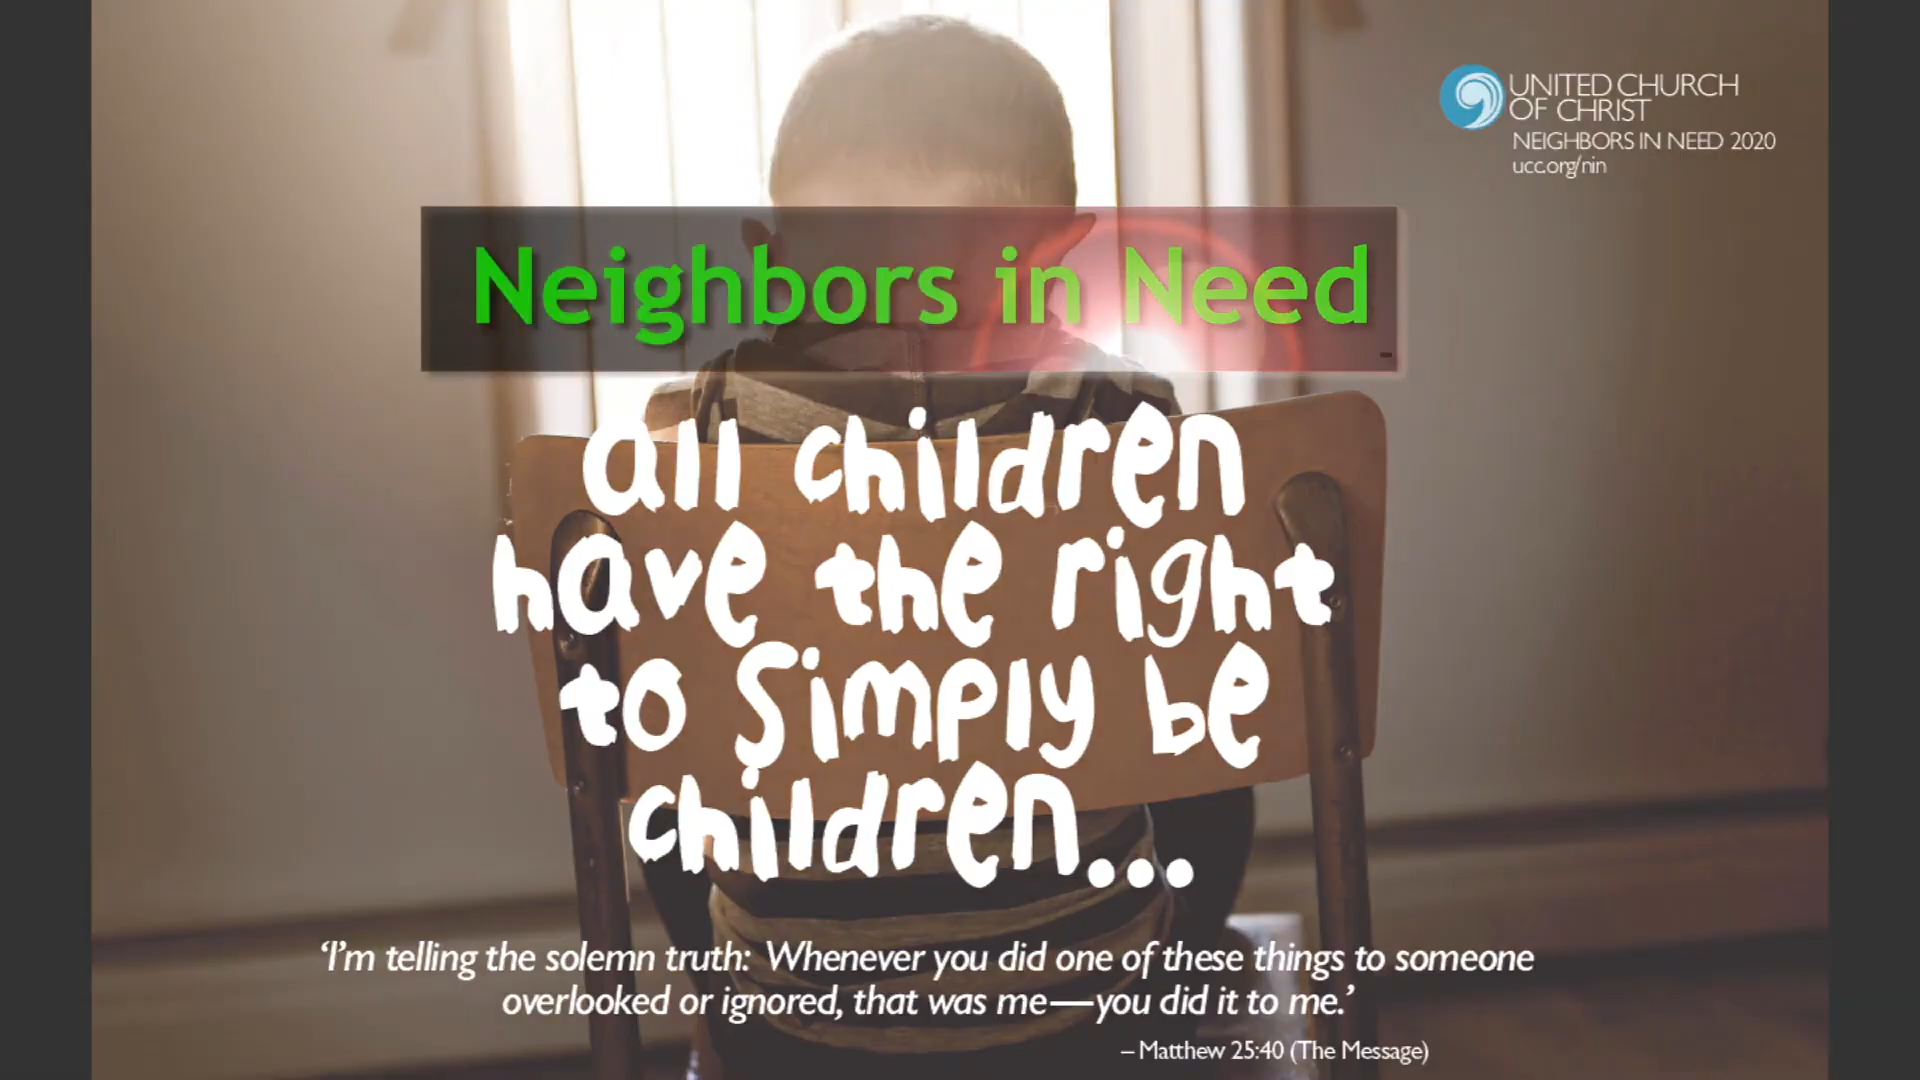 UNITED CHURCH
OF CHRIST
NEIGHBORS IN NEED 2020
ucc.org/nin
Neighbors in Need
all children
have the right
to Simply be
children...
‘I’m telling the solemn truth: Whenever you did one of these things to someone
overlooked or ignored, that was me—you did it to me.’
– Matthew 25:40 (The Message)